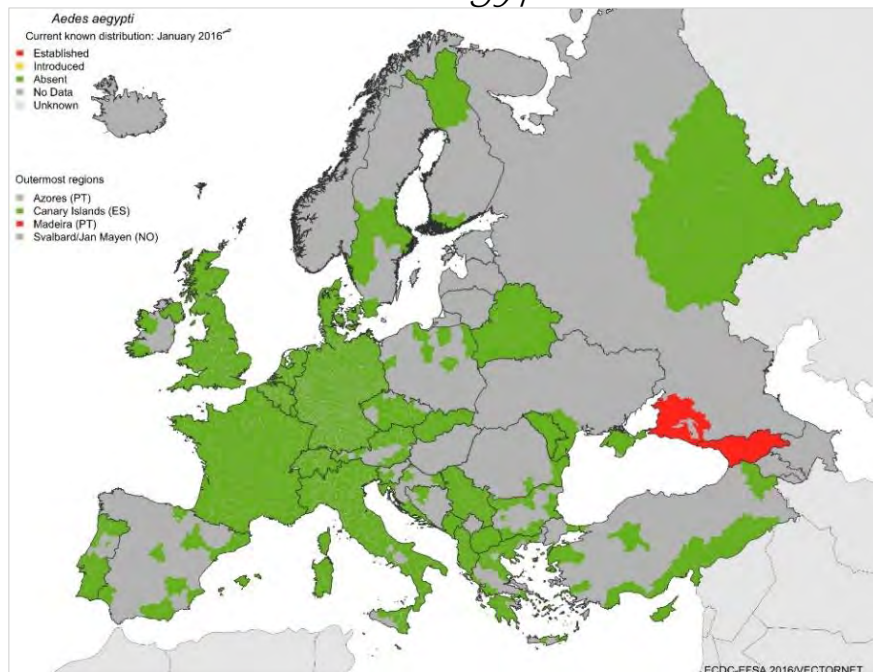 Aedes aegypti
Current known distribution: January 2016
Established
Introduced
Absent
No Data
Unknown
Outermost regions
Azores (PT)
Canary Islands (ES)
Madeira (PT)
Svalbard/Jan Mayen (NO)
ECDC-EFSA 2016/VECTORNET